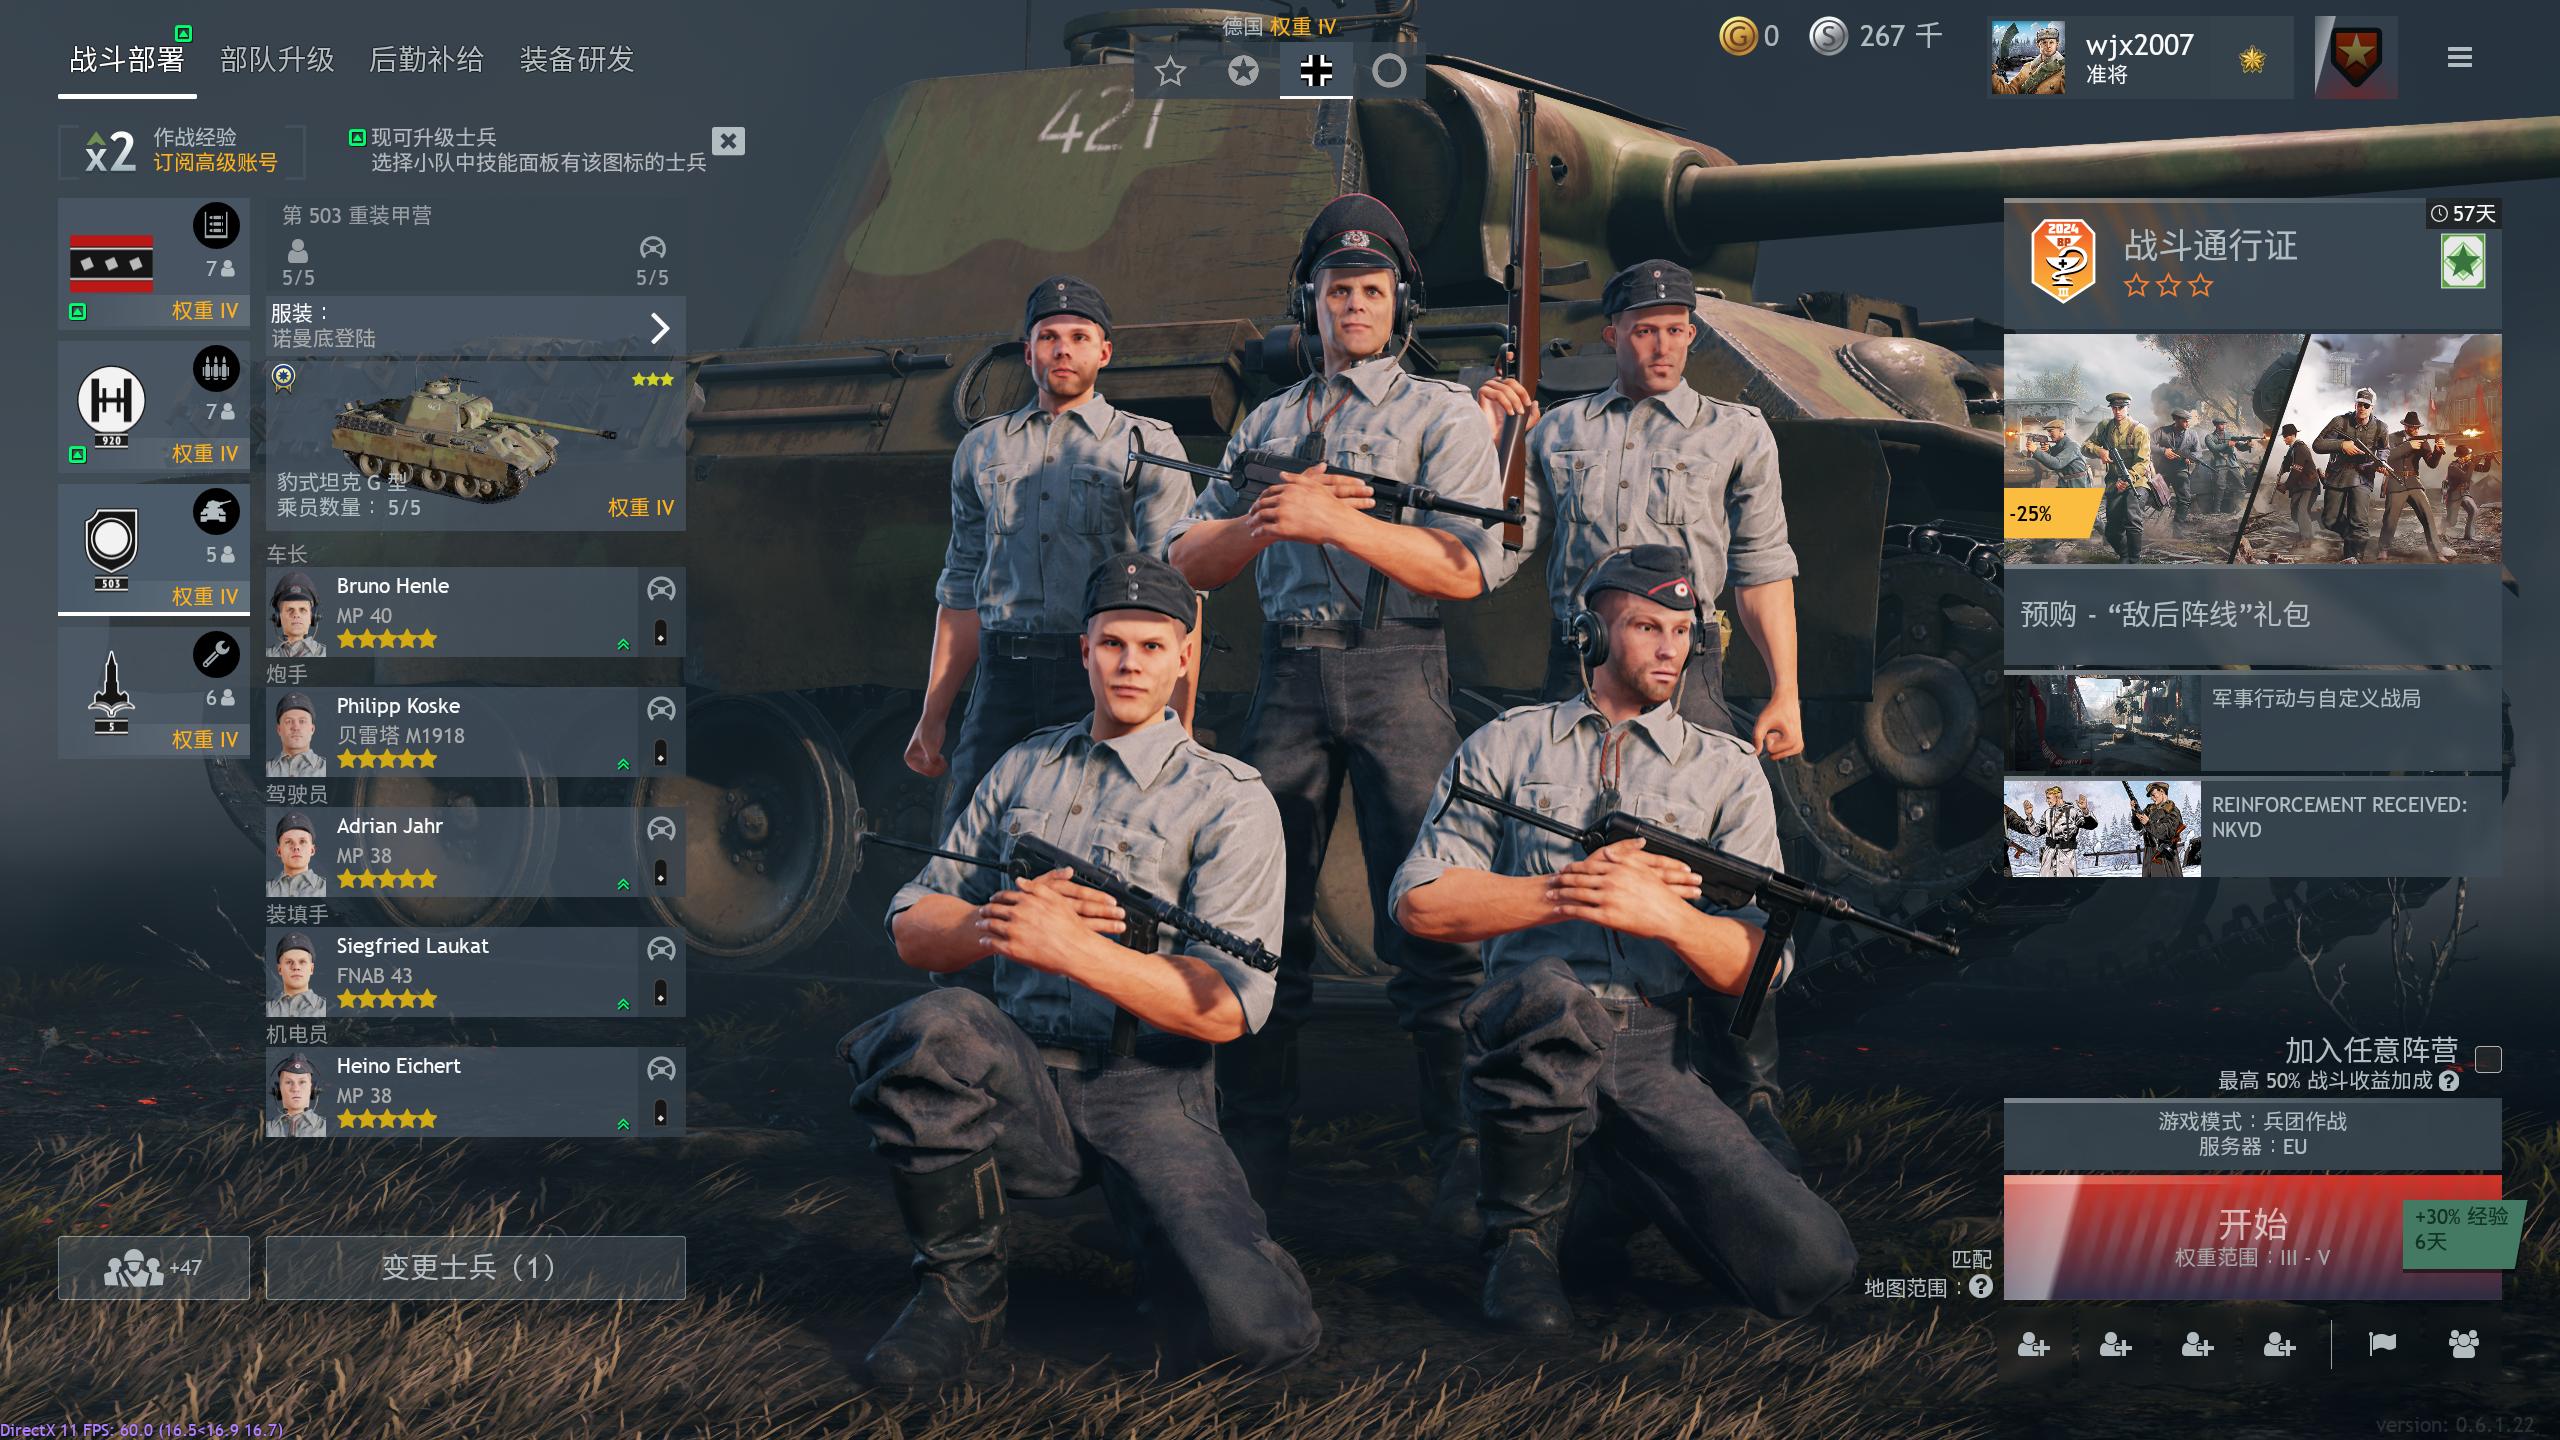 战斗部署
部队升级
后勤补给
装备研发
德国 权重 IV
0
267 千
wjx2007
准将
x2
作战经验
订阅高级账号
现可升级士兵
选择小队中技能面板有该图标的士兵
421
7
权重 IV
920
7
权重 IV
503
5
权重 IV
5
6
权重 IV
第 503 重装甲营
5/5
5/5
服装：
诺曼底登陆
豹式坦克 G 型
乘员数量： 5/5
权重 IV
车长
Bruno Henle
MP 40
炮手
Philipp Koske
贝雷塔 M1918
驾驶员
Adrian Jahr
MP 38
装填手
Siegfried Laukat
FNAB 43
机电员
Heino Eichert
MP 38
+47
变更士兵（1）
57天
2024
BP
III
战斗通行证
-25%
预购 - “敌后阵线”礼包
军事行动与自定义战局
REINFORCEMENT RECEIVED:
NKVD
加入任意阵营
最高 50% 战斗收益加成
游戏模式：兵团作战
服务器：EU
开始
权重范围：III - V
+30% 经验
6天
匹配
地图范围：
DirectX 11 FPS: 60.0 (16.5<16.9 16.7)
version: 0.6.1.22